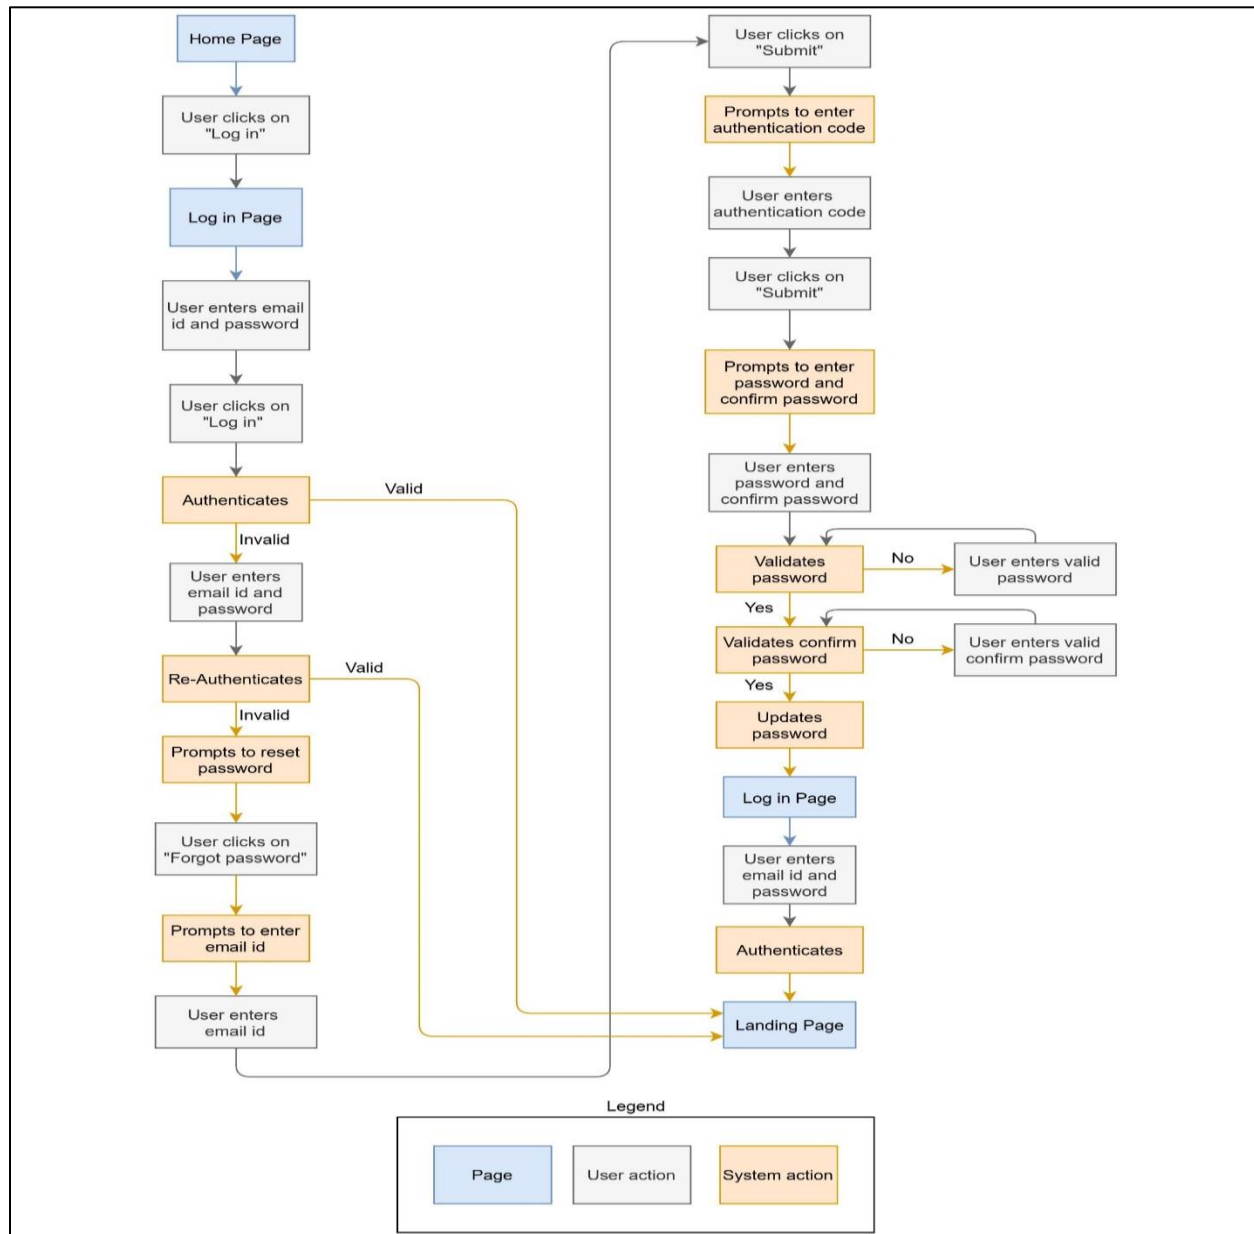 Home Page
User clicks on
"Log in"
Log in Page
User enters email
id and password
User clicks on
"Log in"
Authenticates
Valid
Invalid
User enters
email id and
password
Re-Authenticates
Valid
Invalid
Prompts to reset
password
User clicks on
"Forgot password"
Prompts to enter
email id
User enters
email id
User clicks on
"Submit"
Prompts to enter
authentication code
User enters
authentication code
User clicks on
"Submit"
Prompts to enter
password and
confirm password
User enters
password and
confirm password
Validates
password
No
User enters valid
password
Yes
Validates confirm
password
No
User enters valid
confirm password
Yes
Updates
password
Log in Page
User enters
email id and
password
Authenticates
Landing Page
Legend
Page
User action
System action